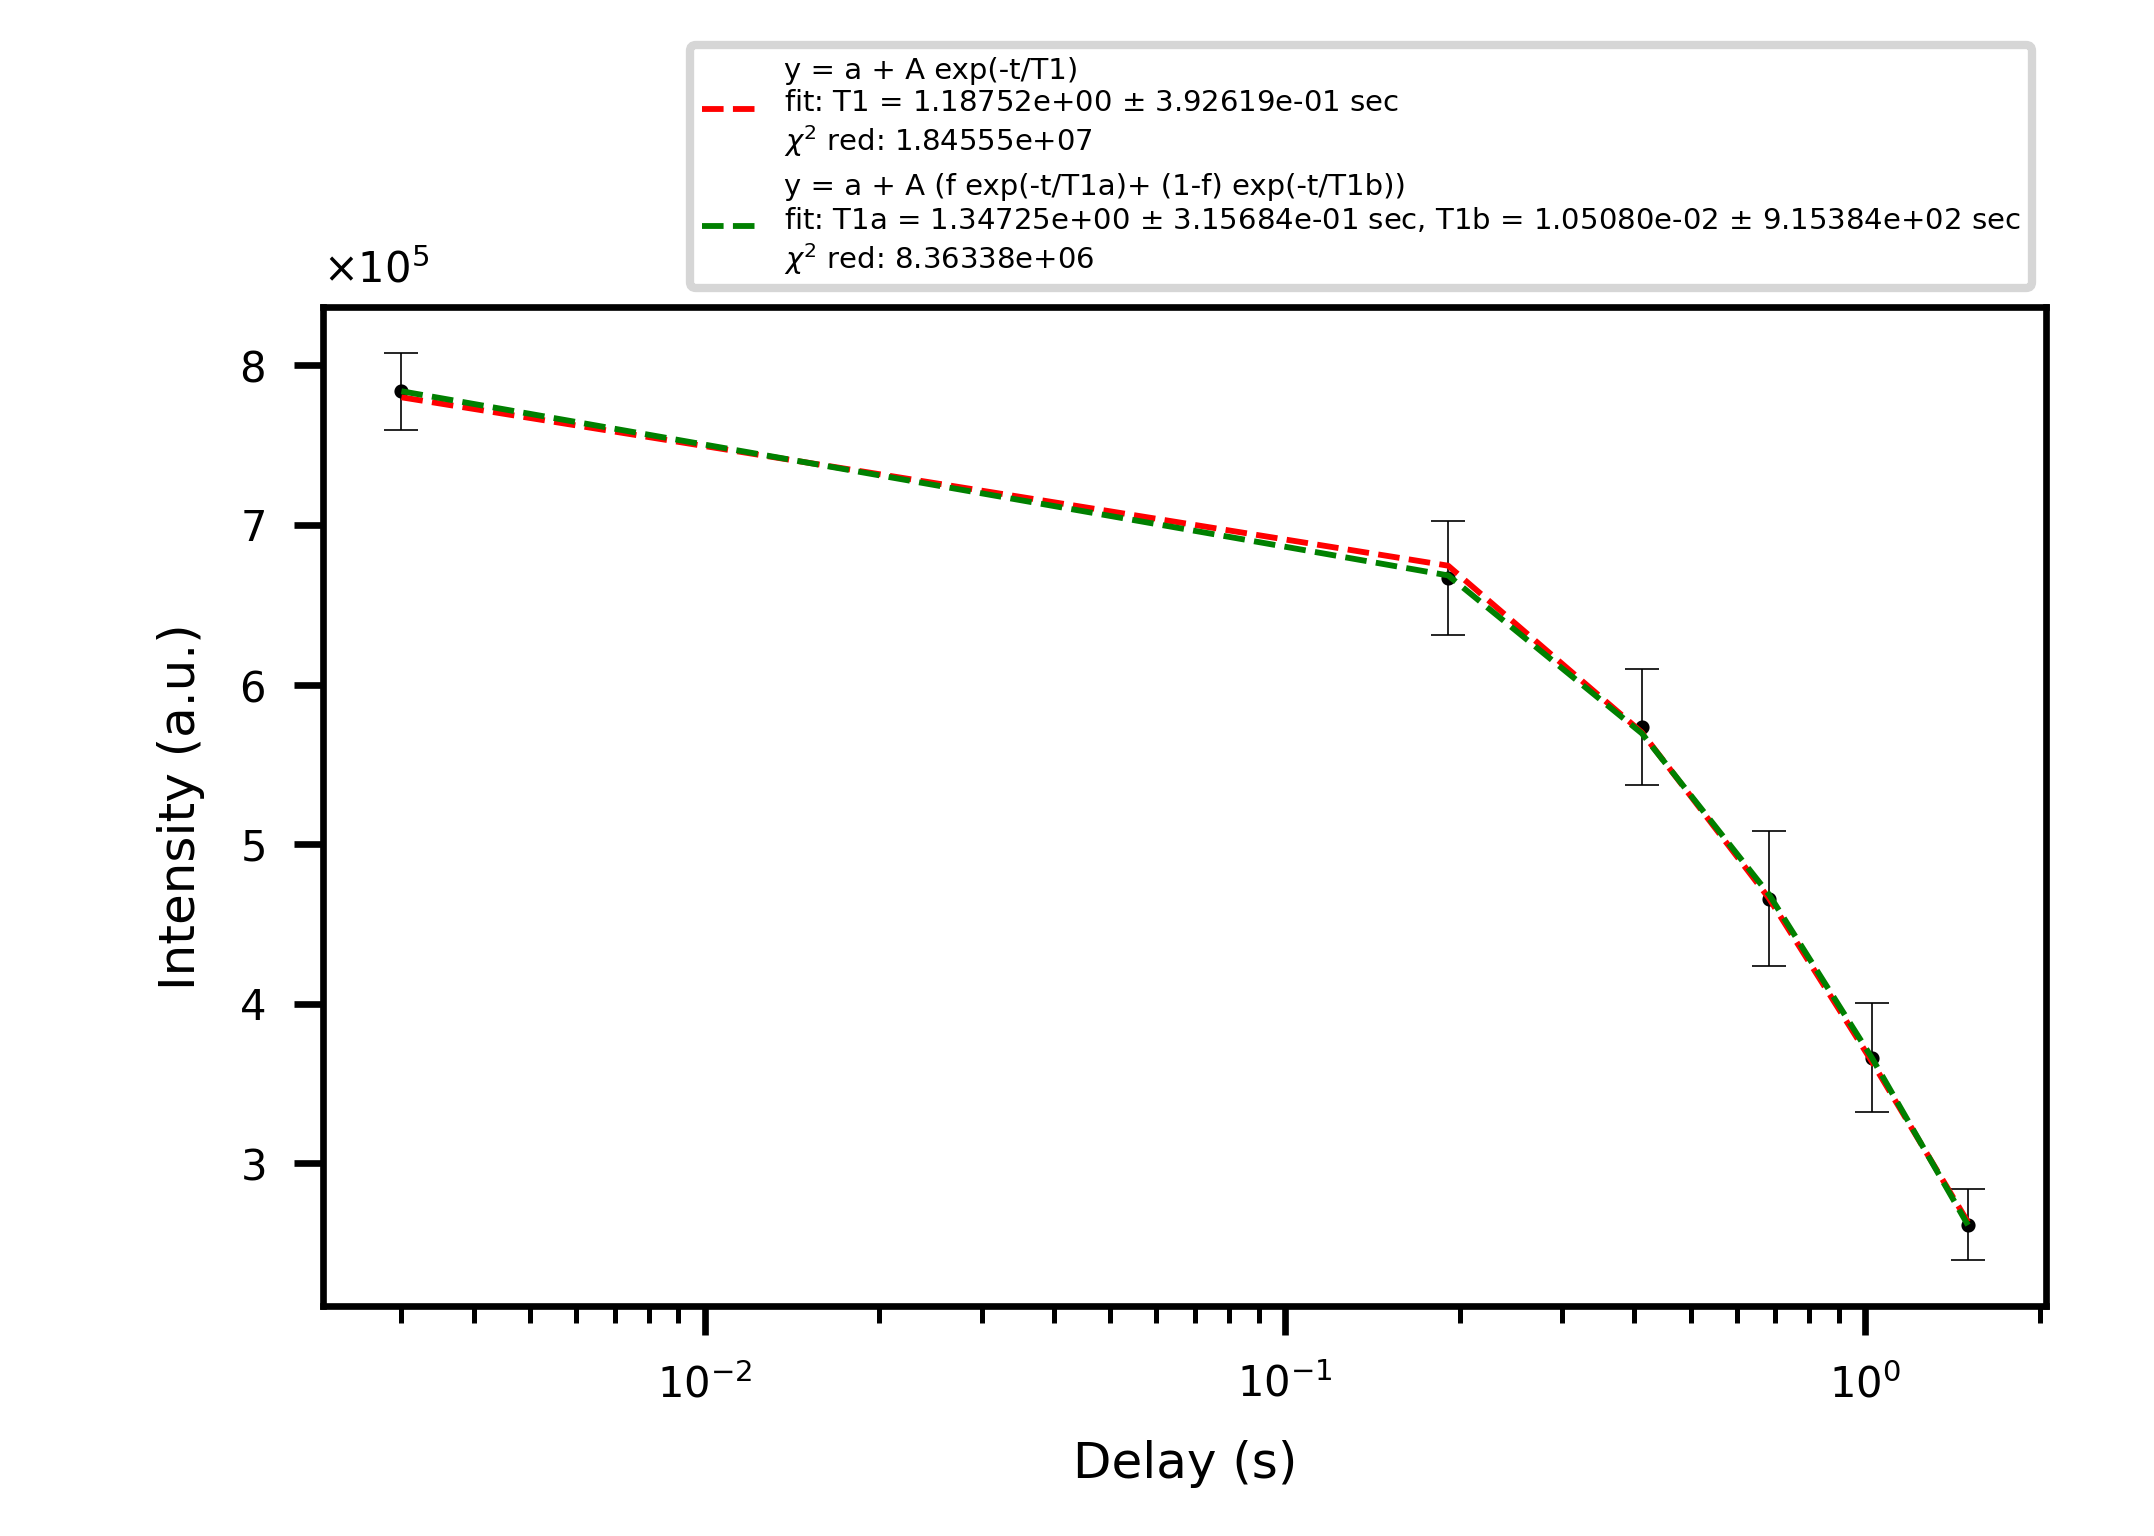 y = a + A exp(-t/T1)
fit: T1 = 1.18752e+00 ± 3.92619e-01 sec
χ² red: 1.84555e+07
y = a + A (f exp(-t/T1a)+ (1-f) exp(-t/T1b))
fit: T1a = 1.34725e+00 ± 3.15684e-01 sec, T1b = 1.05080e-02 ± 9.15384e+02 sec
χ² red: 8.36338e+06
×10⁵
8
7
6
5
4
3
Intensity (a.u.)
10⁻² 10⁻¹ 10⁰
Delay (s)